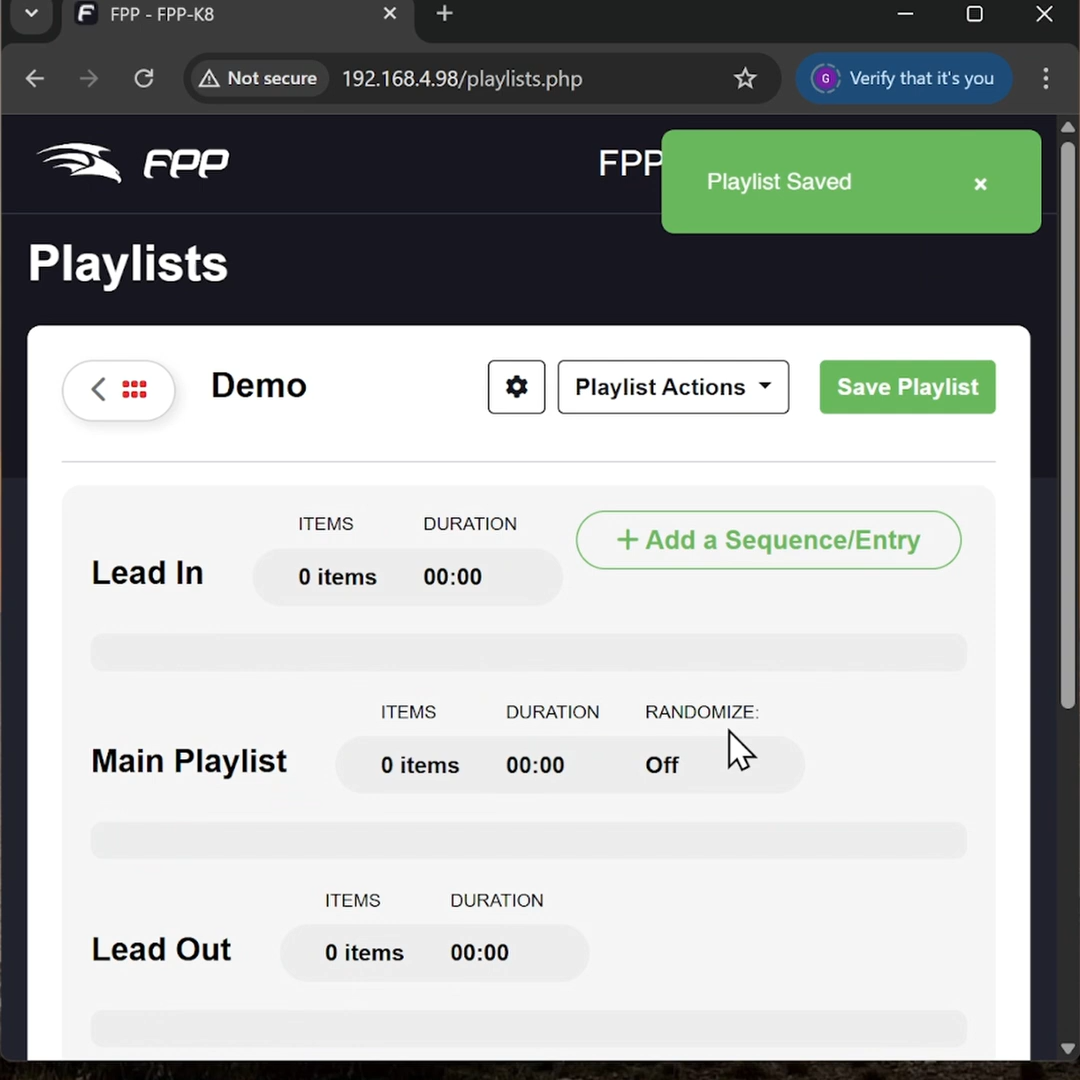 FPP - FPP-K8
Not secure
192.168.4.98/playlists.php
G
Verify that it's you
FPP
FPP
Playlist Saved
Playlists
Demo
Playlist Actions
Save Playlist
ITEMS DURATION
+ Add a Sequence/Entry
Lead In
0 items 00:00
ITEMS DURATION RANDOMIZE:
Main Playlist
0 items 00:00 Off
ITEMS DURATION
Lead Out
0 items 00:00